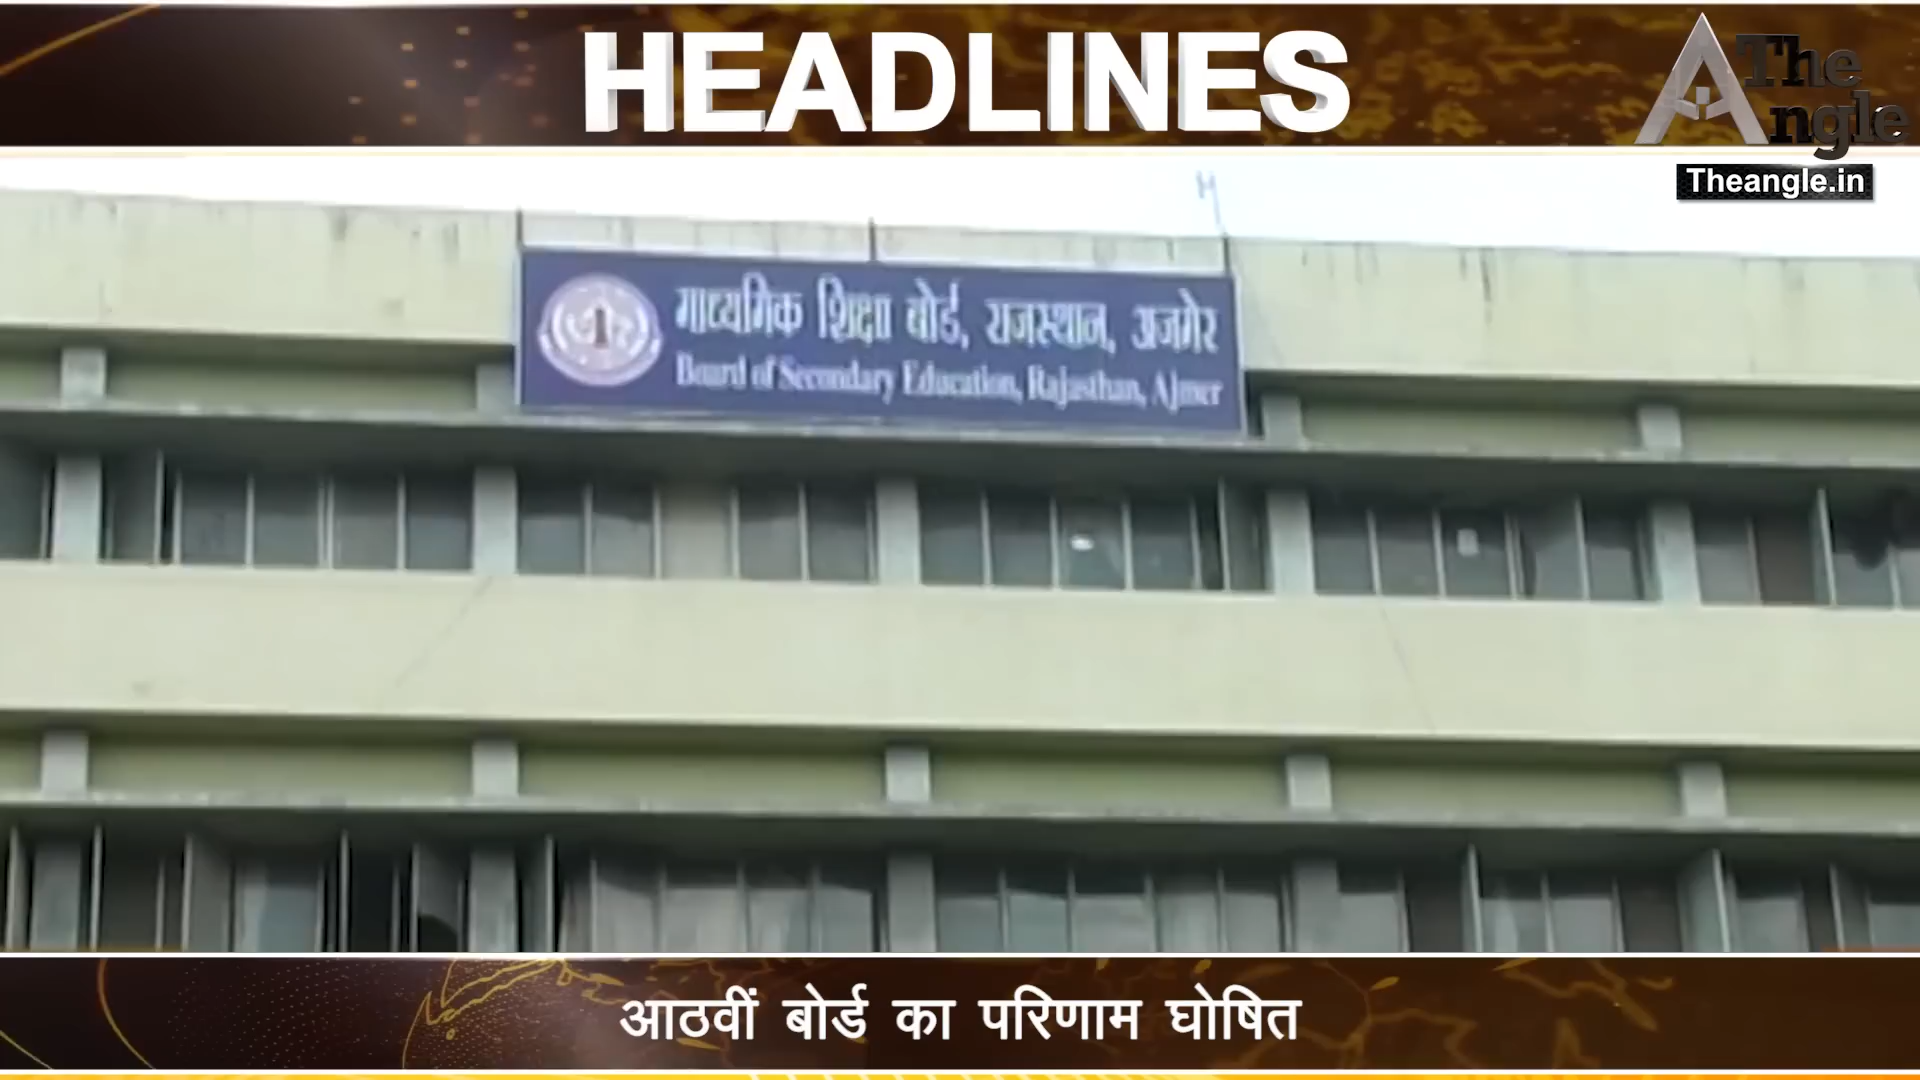 HEADLINES
The
Angle
Theangle.in
माध्यमिक शिक्षा बोर्ड, राजस्थान, अजमेर
Board of Secondary Education, Rajasthan, Ajmer
आठवीं बोर्ड का परिणाम घोषित